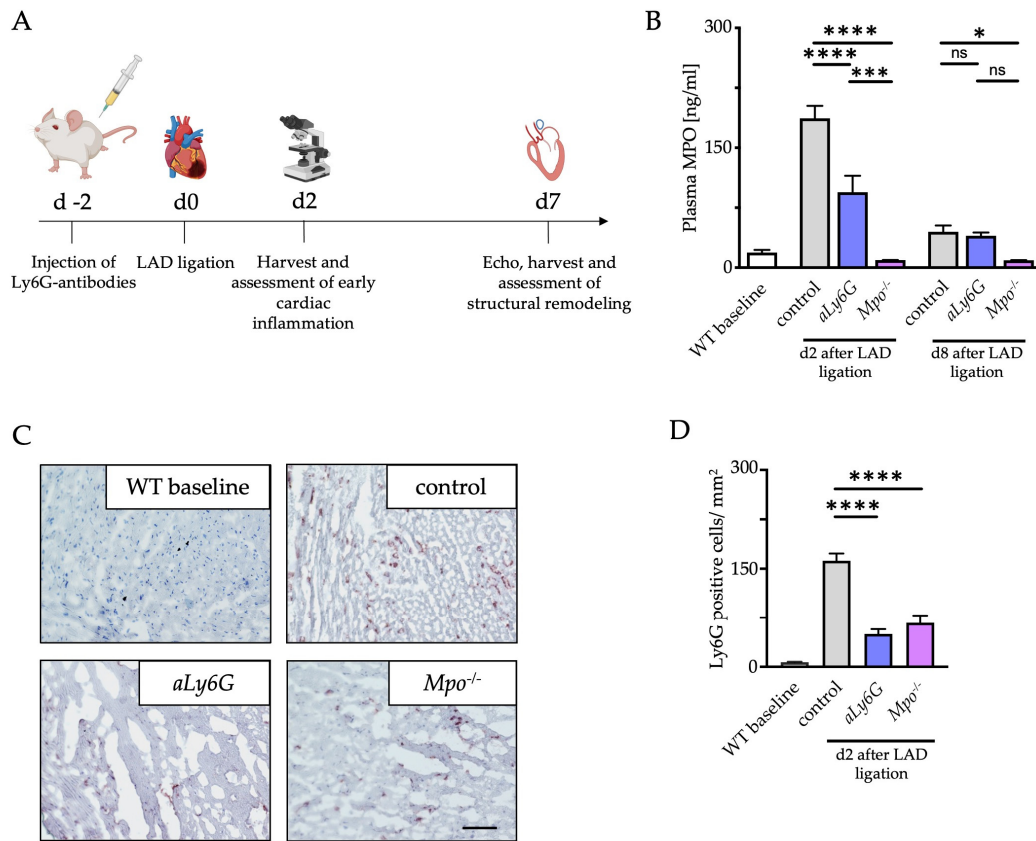 A
d -2
d0
d2
d7
Injection of
Ly6G-antibodies
LAD ligation
Harvest and
assessment of early
cardiac
inflammation
Echo, harvest and
assessment of
structural remodeling
B
Plasma MPO [ng/ml]
300
150
0
****
****
***
*
ns
ns
WT baseline
control
aLy6G
Mpo-/-
control
aLy6G
Mpo-/-
d2 after LAD
ligation
d8 after LAD
ligation
C
WT baseline
control
aLy6G
Mpo-/-
D
Ly6G positive cells/ mm²
300
150
0
****
****
WT baseline
control
aLy6G
Mpo-/-
d2 after LAD
ligation